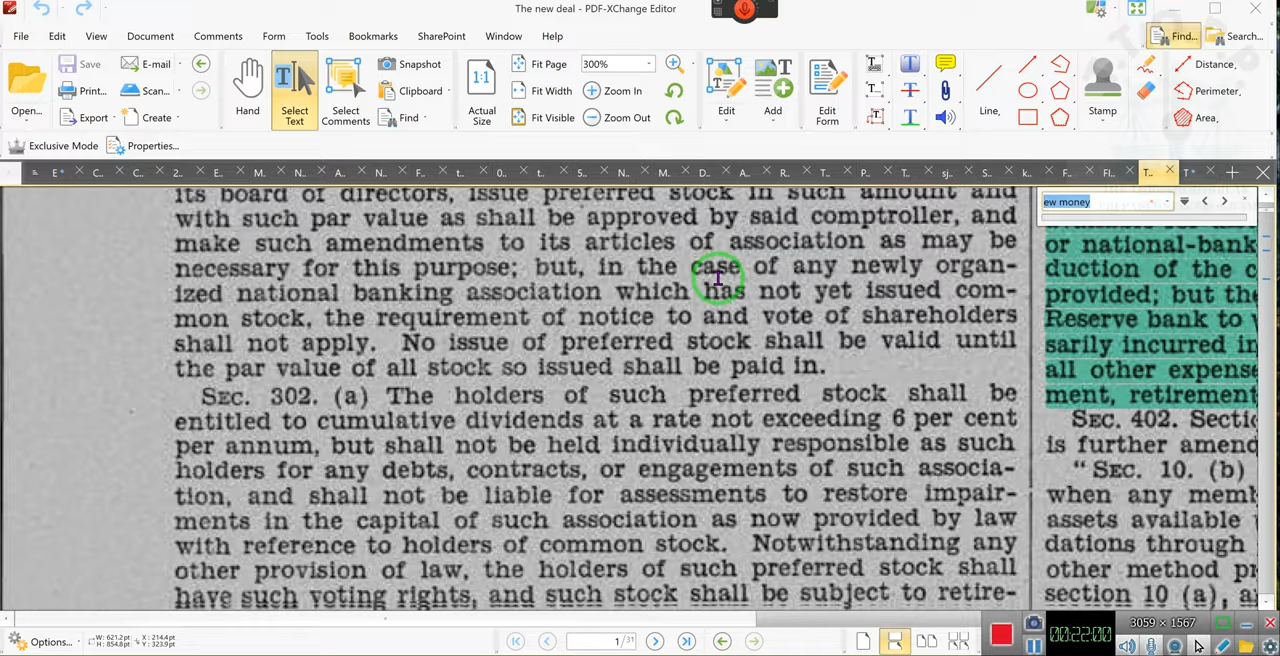 The new deal - PDF-XChange Editor
File Edit View Document Comments Form Tools Bookmarks SharePoint Window Help
Find... Search...
Open... Save Print... Export E-mail Scan... Create
Hand Select Text Select Comments Snapshot Clipboard Find
Actual Size Fit Page Fit Width Fit Visible 300% Zoom In Zoom Out
Edit Add Edit Form Line, Stamp Distance, Perimeter, Area,
Exclusive Mode Properties...
E* C.. C.. 2.. E.. M. N.. A.. N.. F.. t.. 0.. t.. 5.. N.. M. D.. A.. R.. T.. P.. T.. sj.. S.. k.. F.. Fl.. T.. T*
ew money
its board of directors, issue preferred stock in such amount and
with such par value as shall be approved by said comptroller, and
make such amendments to its articles of association as may be
necessary for this purpose; but, in the case of any newly organ-
ized national banking association which has not yet issued com-
mon stock, the requirement of notice to and vote of shareholders
shall not apply. No issue of preferred stock shall be valid until
the par value of all stock so issued shall be paid in.
SEC. 302. (a) The holders of such preferred stock shall be
entitled to cumulative dividends at a rate not exceeding 6 per cent
per annum, but shall not be held individually responsible as such
holders for any debts, contracts, or engagements of such associa-
tion, and shall not be liable for assessments to restore impair-
ments in the capital of such association as now provided by law
with reference to holders of common stock. Notwithstanding any
other provision of law, the holders of such preferred stock shall
have such voting rights, and such stock shall be subject to retire-
or national-bank
duction of the c
provided; but the
Reserve bank to
sarily incurred in
all other expense
ment, retirement
SEC. 402. Secti
is further amend
"SEC. 10. (b)
when any memb
assets available
dations through
other method pr
section 10 (a), a
Options... W: 621.2pt H: 854.8pt X: 214.4pt Y: 323.9pt
1/31
3059 × 1567
00:22:00